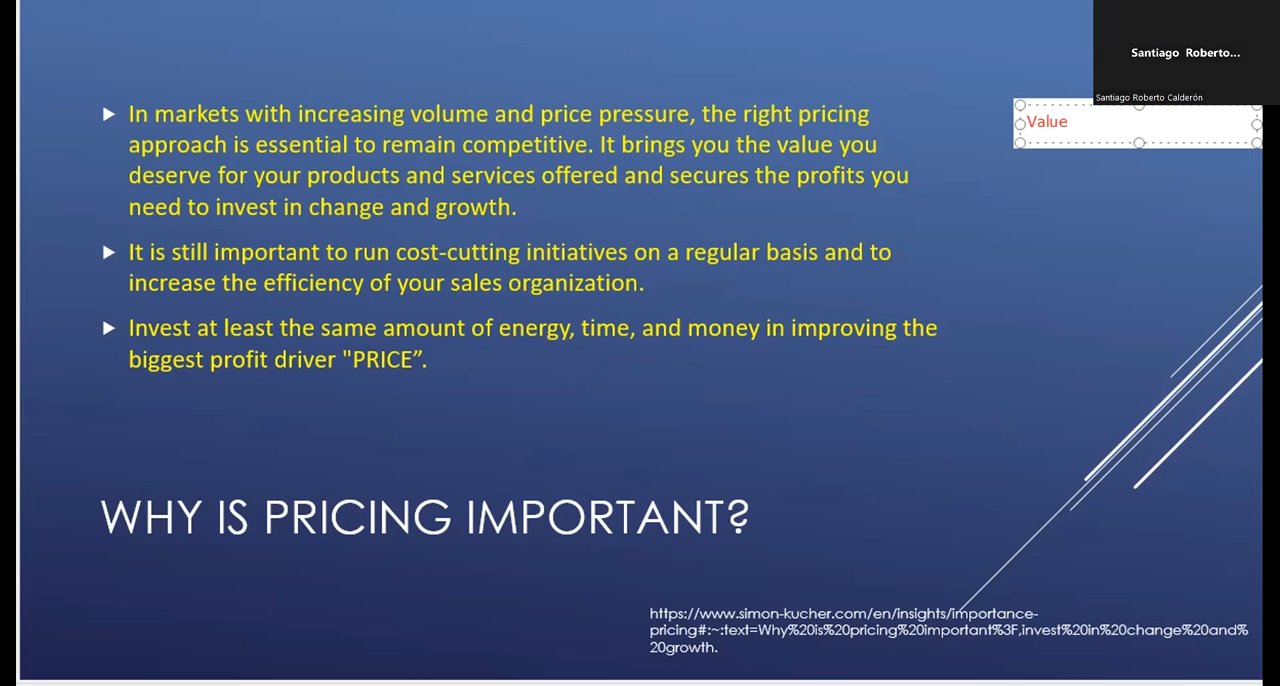 Santiago Roberto...
Santiago Roberto Calderón
Value
In markets with increasing volume and price pressure, the right pricing
approach is essential to remain competitive. It brings you the value you
deserve for your products and services offered and secures the profits you
need to invest in change and growth.
It is still important to run cost-cutting initiatives on a regular basis and to
increase the efficiency of your sales organization.
Invest at least the same amount of energy, time, and money in improving the
biggest profit driver "PRICE”.
WHY IS PRICING IMPORTANT?
https://www.simon-kucher.com/en/insights/importance-
pricing#:~:text=Why%20is%20pricing%20important%3F,invest%20in%20change%20and%
20growth.